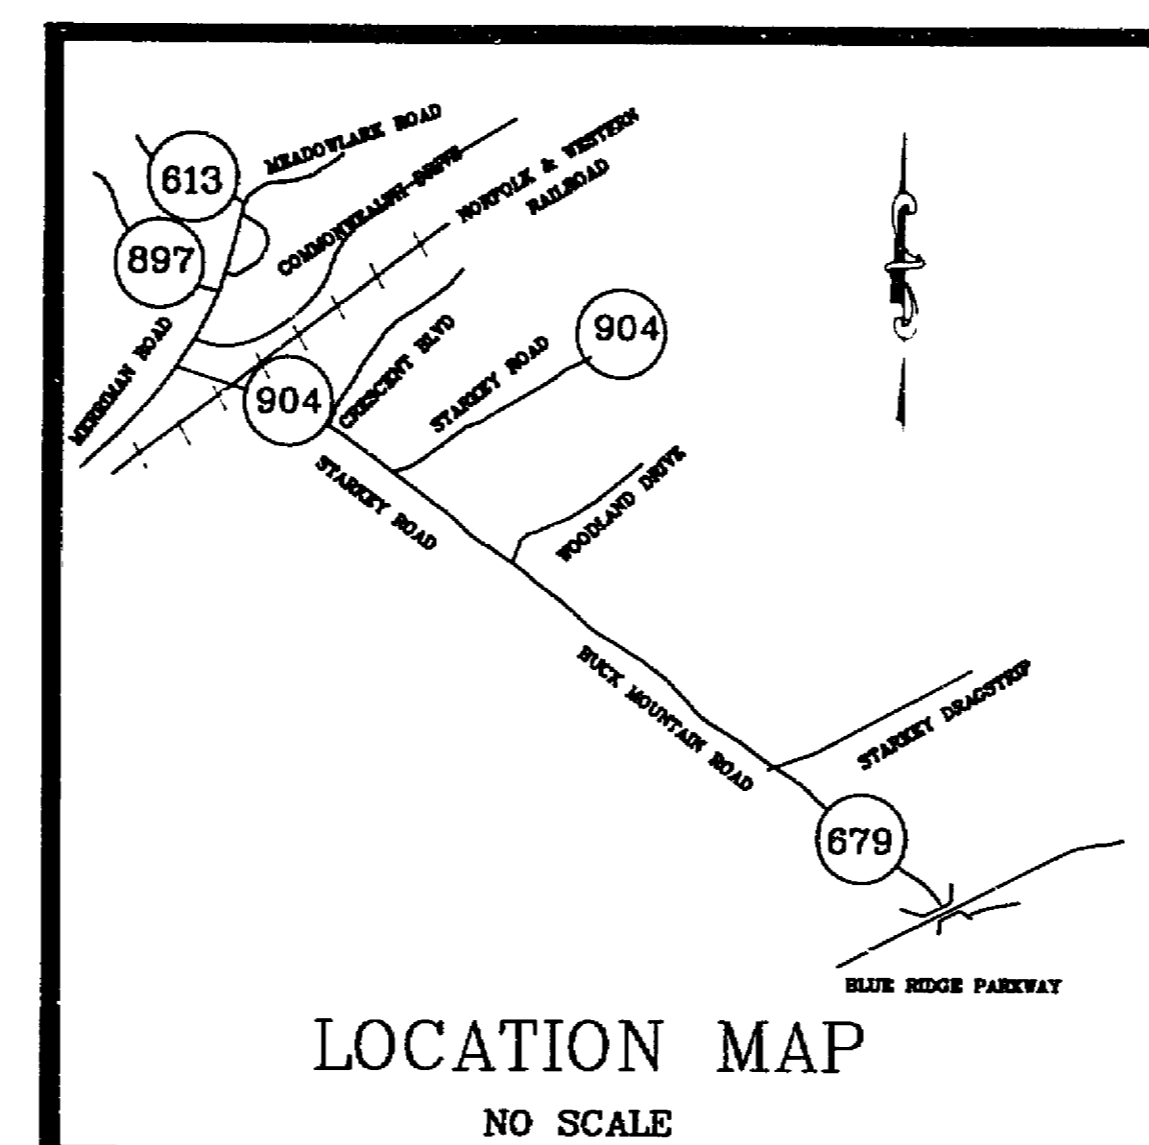 MEADOWLARK ROAD
613
COMMONWEALTH DRIVE
NORFOLK & WESTERN
RAILROAD
897
MERRIMAN ROAD
904
CRESCENT BLVD
STARKEY ROAD
904
STARKEY ROAD
WOODLAND DRIVE
BUCK MOUNTAIN ROAD
STARKEY DRAGSTRIP
679
BLUE RIDGE PARKWAY
LOCATION MAP
NO SCALE